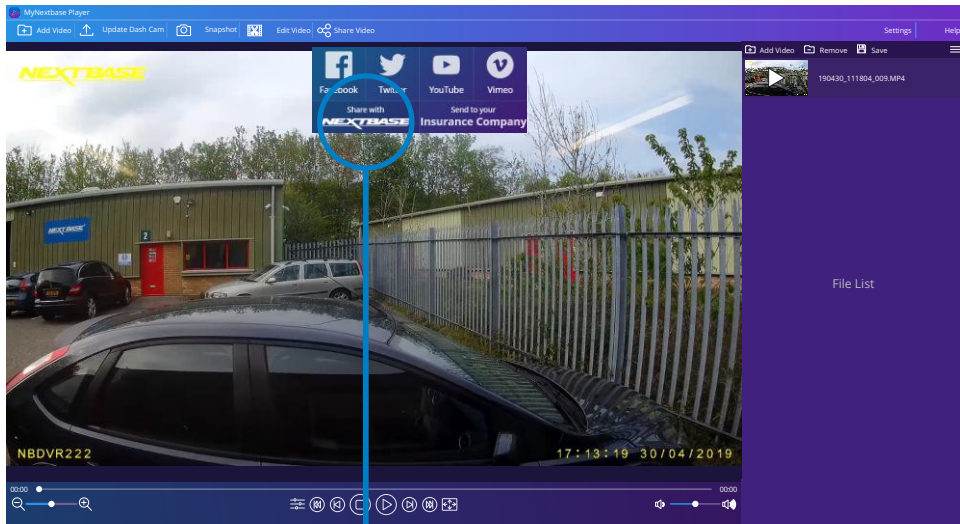 MyNextbase Player
Add Video Update Dash Cam Snapshot Edit Video Share Video Settings Help
Add Video Remove Save
190430_111804_009.MP4
NEXTBASE
Facebook Twitter YouTube Vimeo
Share with
NEXTBASE
Send to your
Insurance Company
NEXTBASE
2
File List
NBDVR222
17:13:19 30/04/2019
00:00
00:00